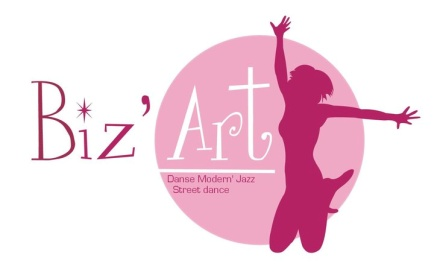 Biz' Art
Danse Modern' Jazz
Street dance